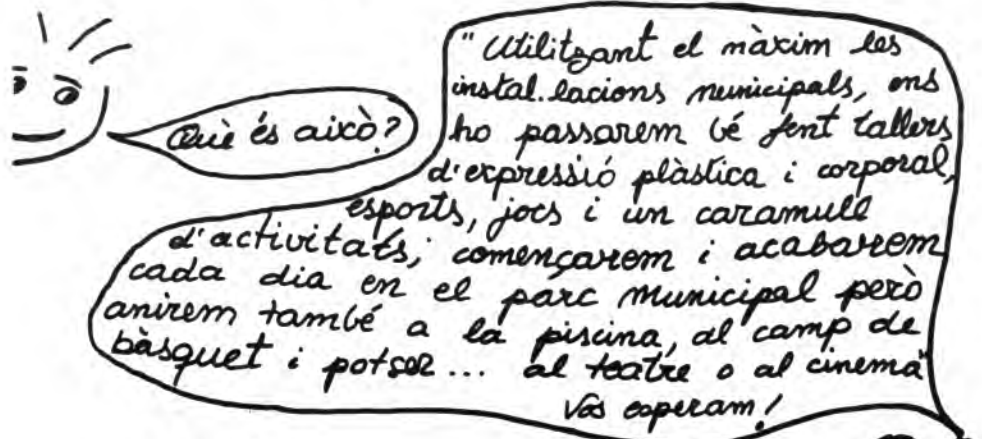 Què és això?
"Utilitzant el màxim les
instal.lacions municipals, ens
ho passarem bé fent tallers
d'expressió plàstica i corporal,
esports, jocs i un caramull
d'activitats; començarem i acabarem
cada dia en el parc municipal però
anirem també a la piscina, al camp de
bàsquet i potser... al teatre o al cinema"
Vos esperam!